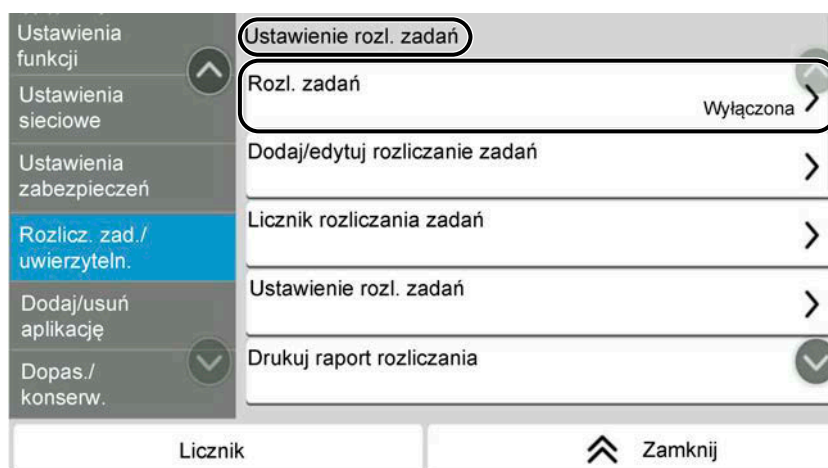 Ustawienia
funkcji
Ustawienia
sieciowe
Ustawienia
zabezpieczeń
Rozlicz. zad./
uwierzyteln.
Dodaj/usuń
aplikację
Dopas./
konserw.
Ustawienie rozl. zadań
Rozl. zadań
Wyłączona
Dodaj/edytuj rozliczanie zadań
Licznik rozliczania zadań
Ustawienie rozl. zadań
Drukuj raport rozliczania
Licznik
Zamknij